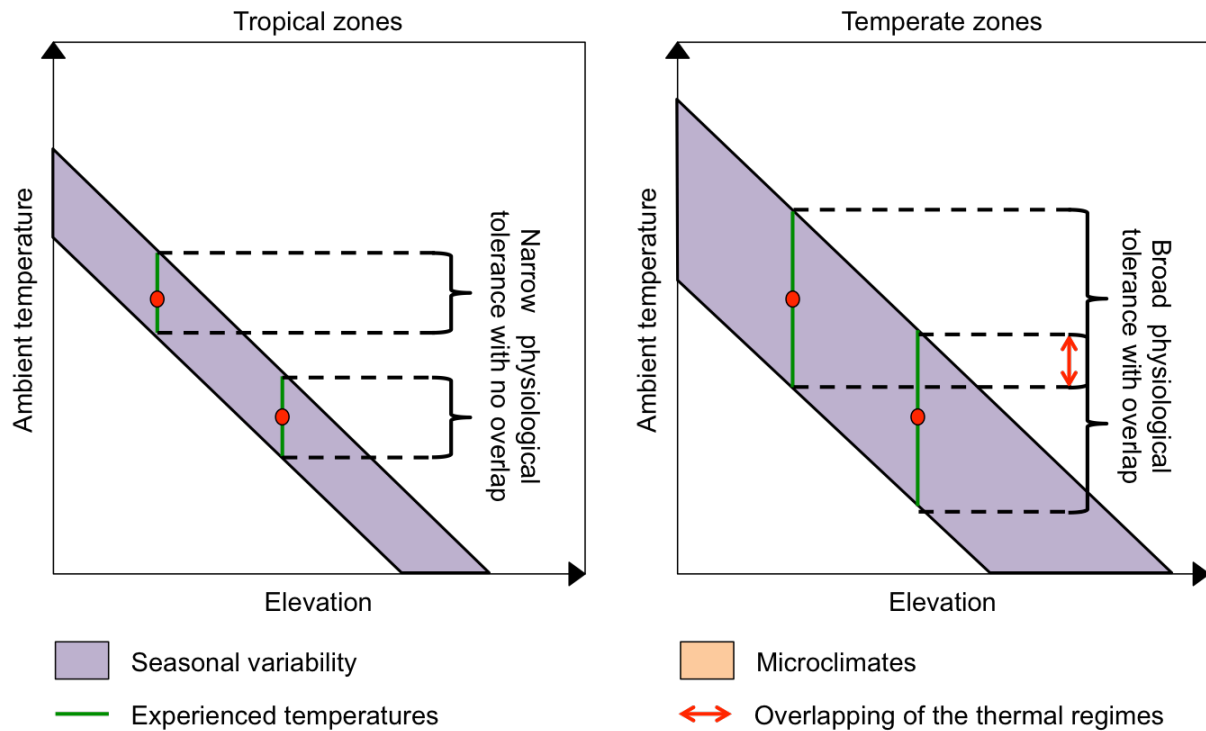 Tropical zones
Ambient temperature
Narrow physiological
tolerance with no overlap
Elevation
Temperate zones
Ambient temperature
Broad physiological
tolerance with overlap
Elevation
Seasonal variability
Microclimates
Experienced temperatures
Overlapping of the thermal regimes